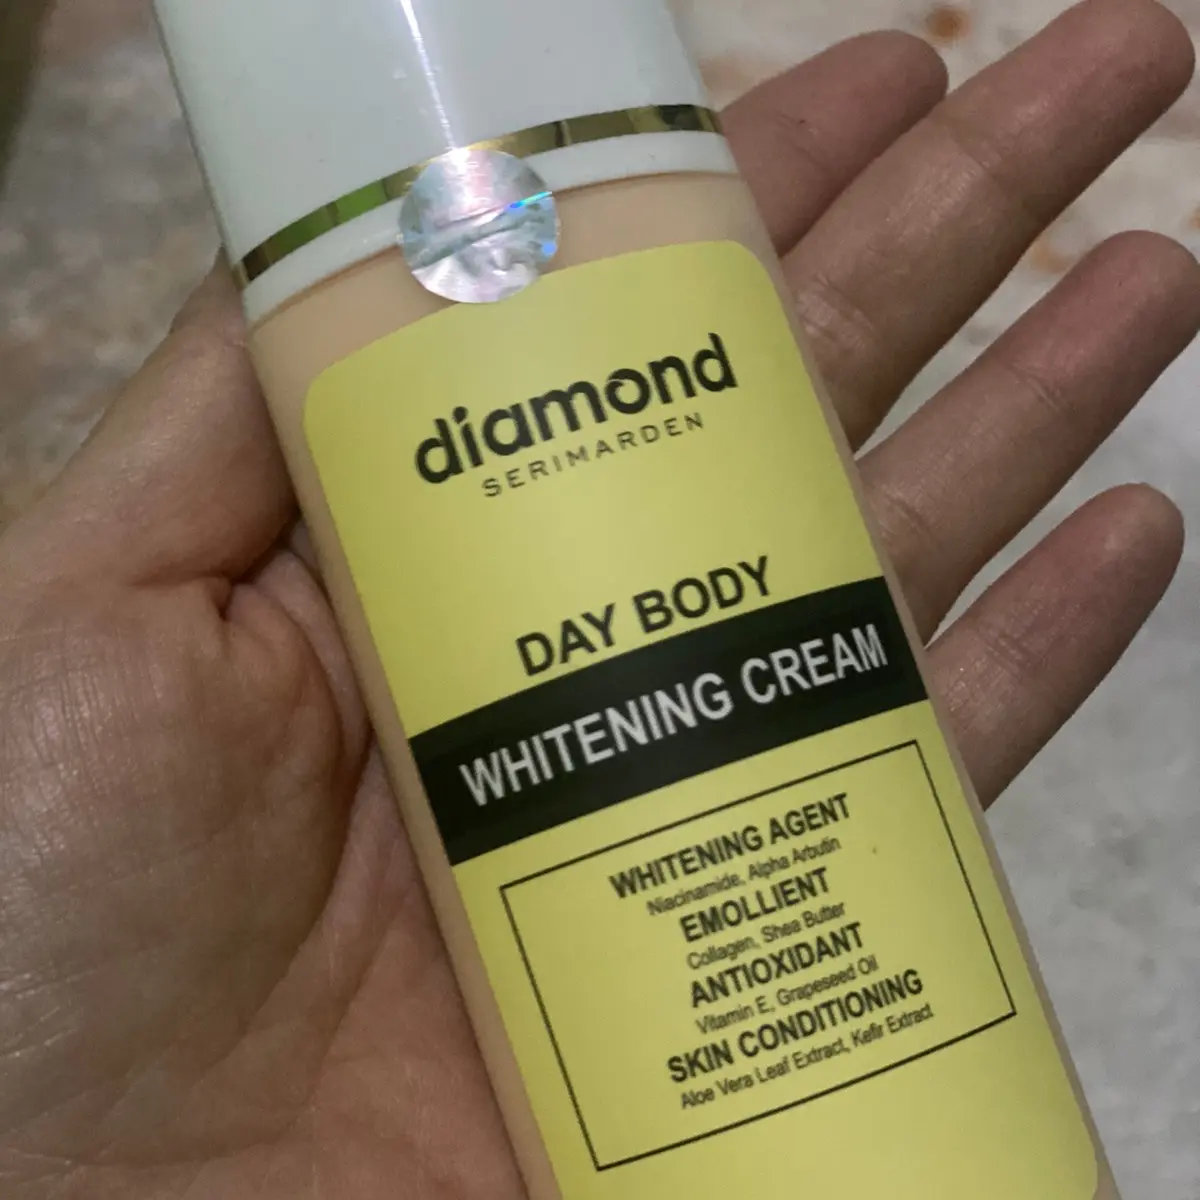 diamond
SERIMARDEN
DAY BODY
WHITENING CREAM
WHITENING AGENT
Niacinamide, Alpha Arbutin
EMOLLIENT
Collagen, Shea Butter
ANTIOXIDANT
Vitamin E, Grapeseed Oil
SKIN CONDITIONING
Aloe Vera Leaf Extract, Kefir Extract